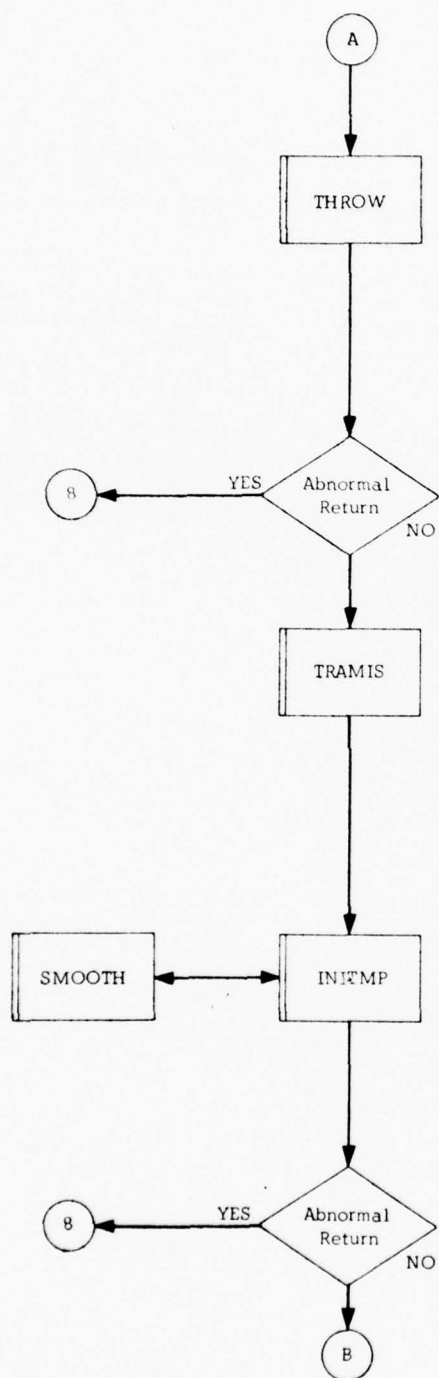 A
THROW
8
YES
Abnormal
Return
NO
TRAMIS
SMOOTH
INITMP
8
YES
Abnormal
Return
NO
B